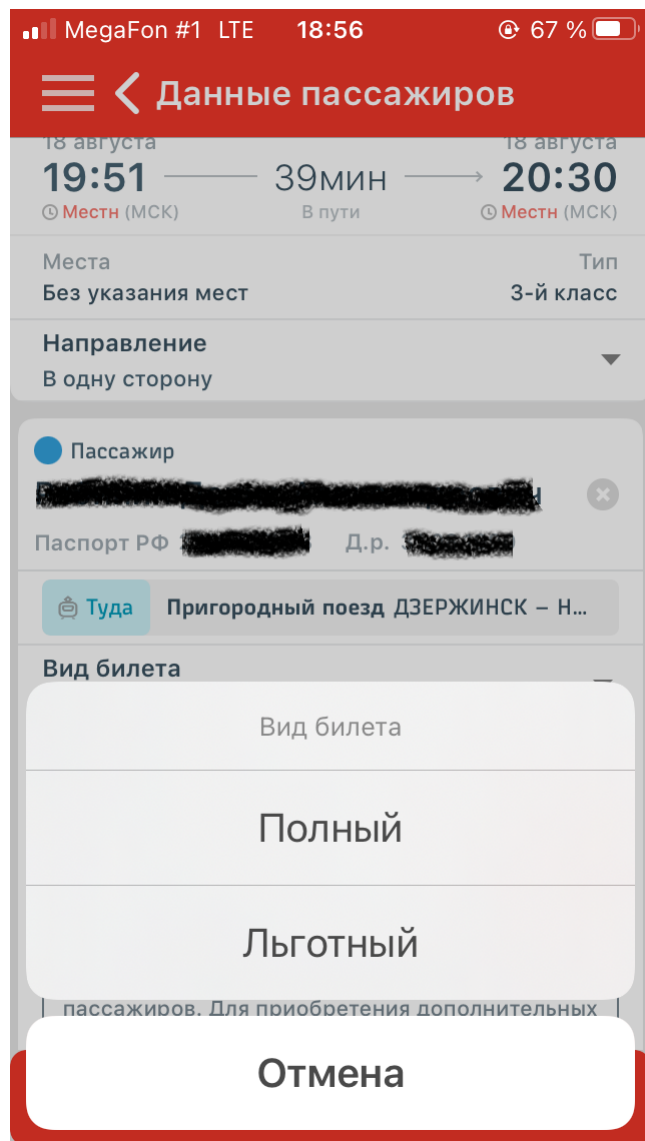 MegaFon #1 LTE 18:56 67 %
Данные пассажиров
18 августа 18 августа
19:51 39мин 20:30
Местн (МСК) В пути Местн (МСК)
Места Тип
Без указания мест 3-й класс
Направление
В одну сторону
Пассажир
Паспорт РФ Д.р.
Туда Пригородный поезд ДЗЕРЖИНСК – Н...
Вид билета
Вид билета
Полный
Льготный
пассажиров. Для приобретения дополнительных
Отмена